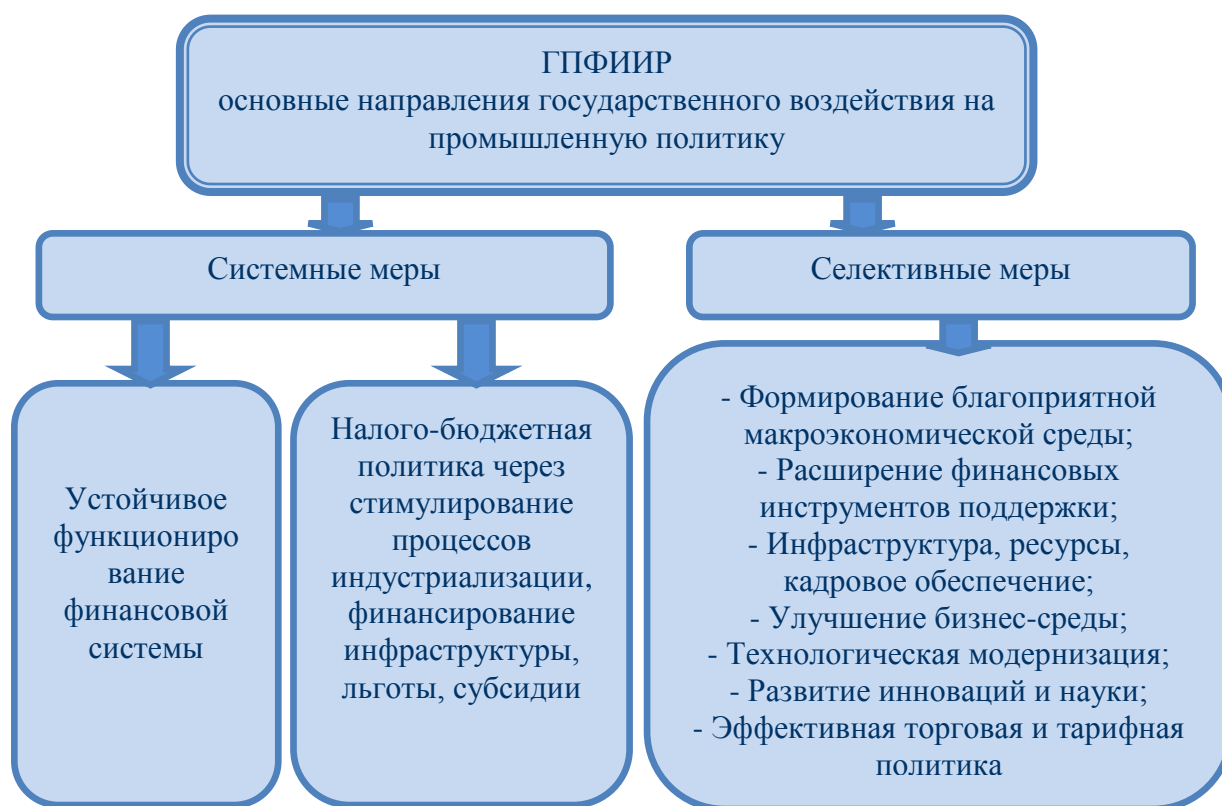 ГПФИИР
основные направления государственного воздействия на
промышленную политику
Системные меры
Селективные меры
Устойчивое
функциониро
вание
финансовой
системы
Налого-бюджетная
политика через
стимулирование
процессов
индустриализации,
финансирование
инфраструктуры,
льготы, субсидии
- Формирование благоприятной
макроэкономической среды;
- Расширение финансовых
инструментов поддержки;
- Инфраструктура, ресурсы,
кадровое обеспечение;
- Улучшение бизнес-среды;
- Технологическая модернизация;
- Развитие инноваций и науки;
- Эффективная торговая и тарифная
политика